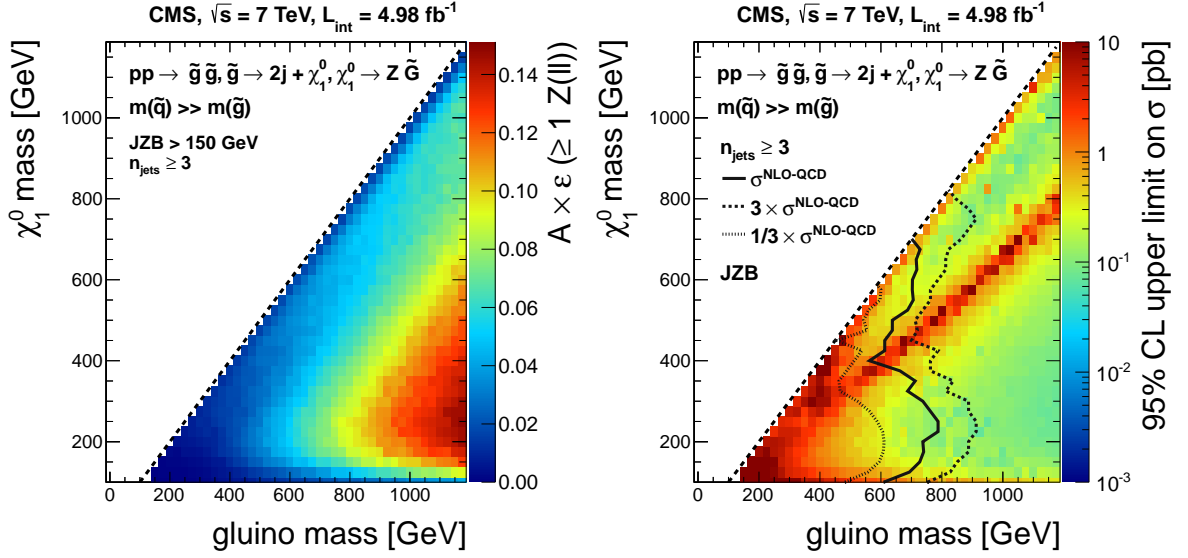 CMS, √s = 7 TeV, L_int = 4.98 fb⁻¹
pp → g̃ g̃, g̃ → 2j + χ₁⁰, χ₁⁰ → Z G̃
m(q̃) >> m(g̃)
JZB > 150 GeV
n_jets ≥ 3
χ₁⁰ mass [GeV]
1000
800
600
400
200
0 200 400 600 800 1000
gluino mass [GeV]
0.14
0.12
0.10
0.08
0.06
0.04
0.02
0.00
A × ε (≥ 1 Z(ll))
CMS, √s = 7 TeV, L_int = 4.98 fb⁻¹
pp → g̃ g̃, g̃ → 2j + χ₁⁰, χ₁⁰ → Z G̃
m(q̃) >> m(g̃)
n_jets ≥ 3
σ^NLO-QCD
3 × σ^NLO-QCD
1/3 × σ^NLO-QCD
JZB
χ₁⁰ mass [GeV]
1000
800
600
400
200
0 200 400 600 800 1000
gluino mass [GeV]
10
1
10⁻¹
10⁻²
10⁻³
95% CL upper limit on σ [pb]